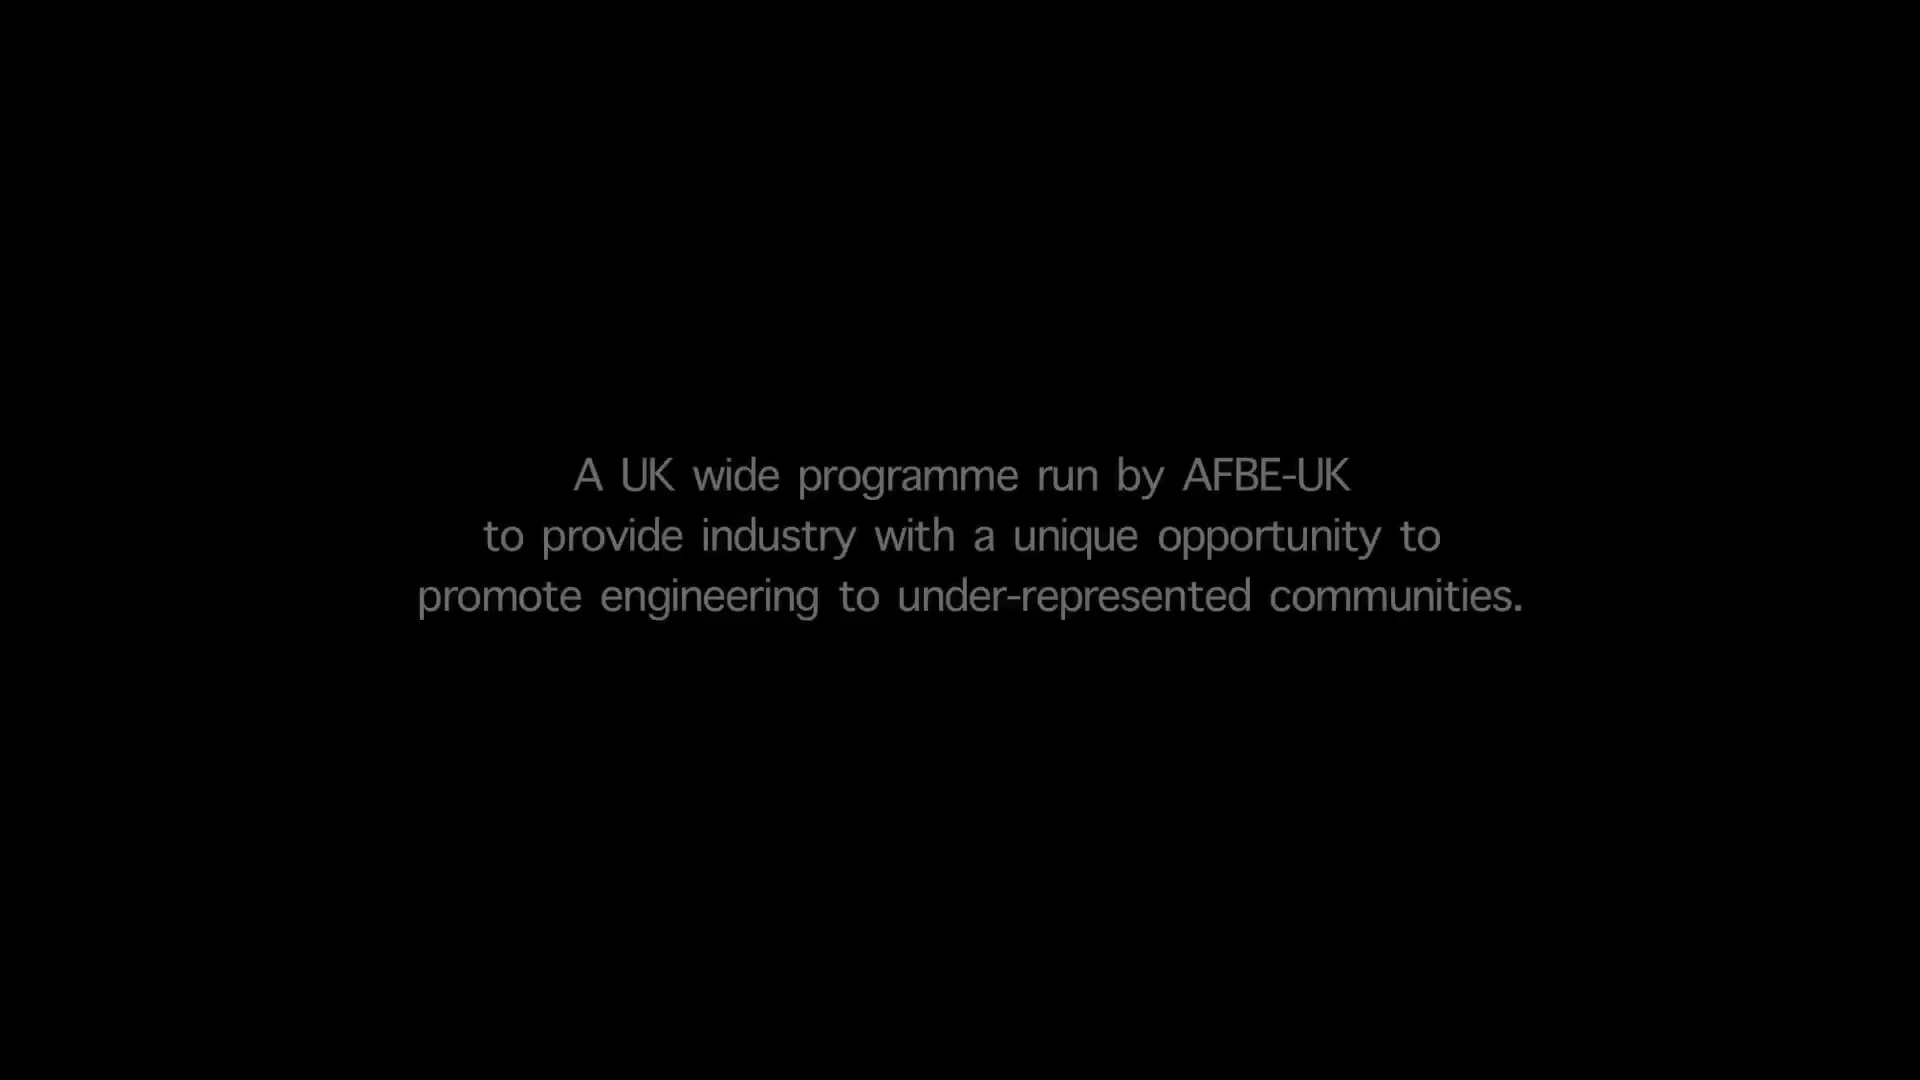 A UK wide programme run by AFBE-UK
to provide industry with a unique opportunity to
promote engineering to under-represented communities.